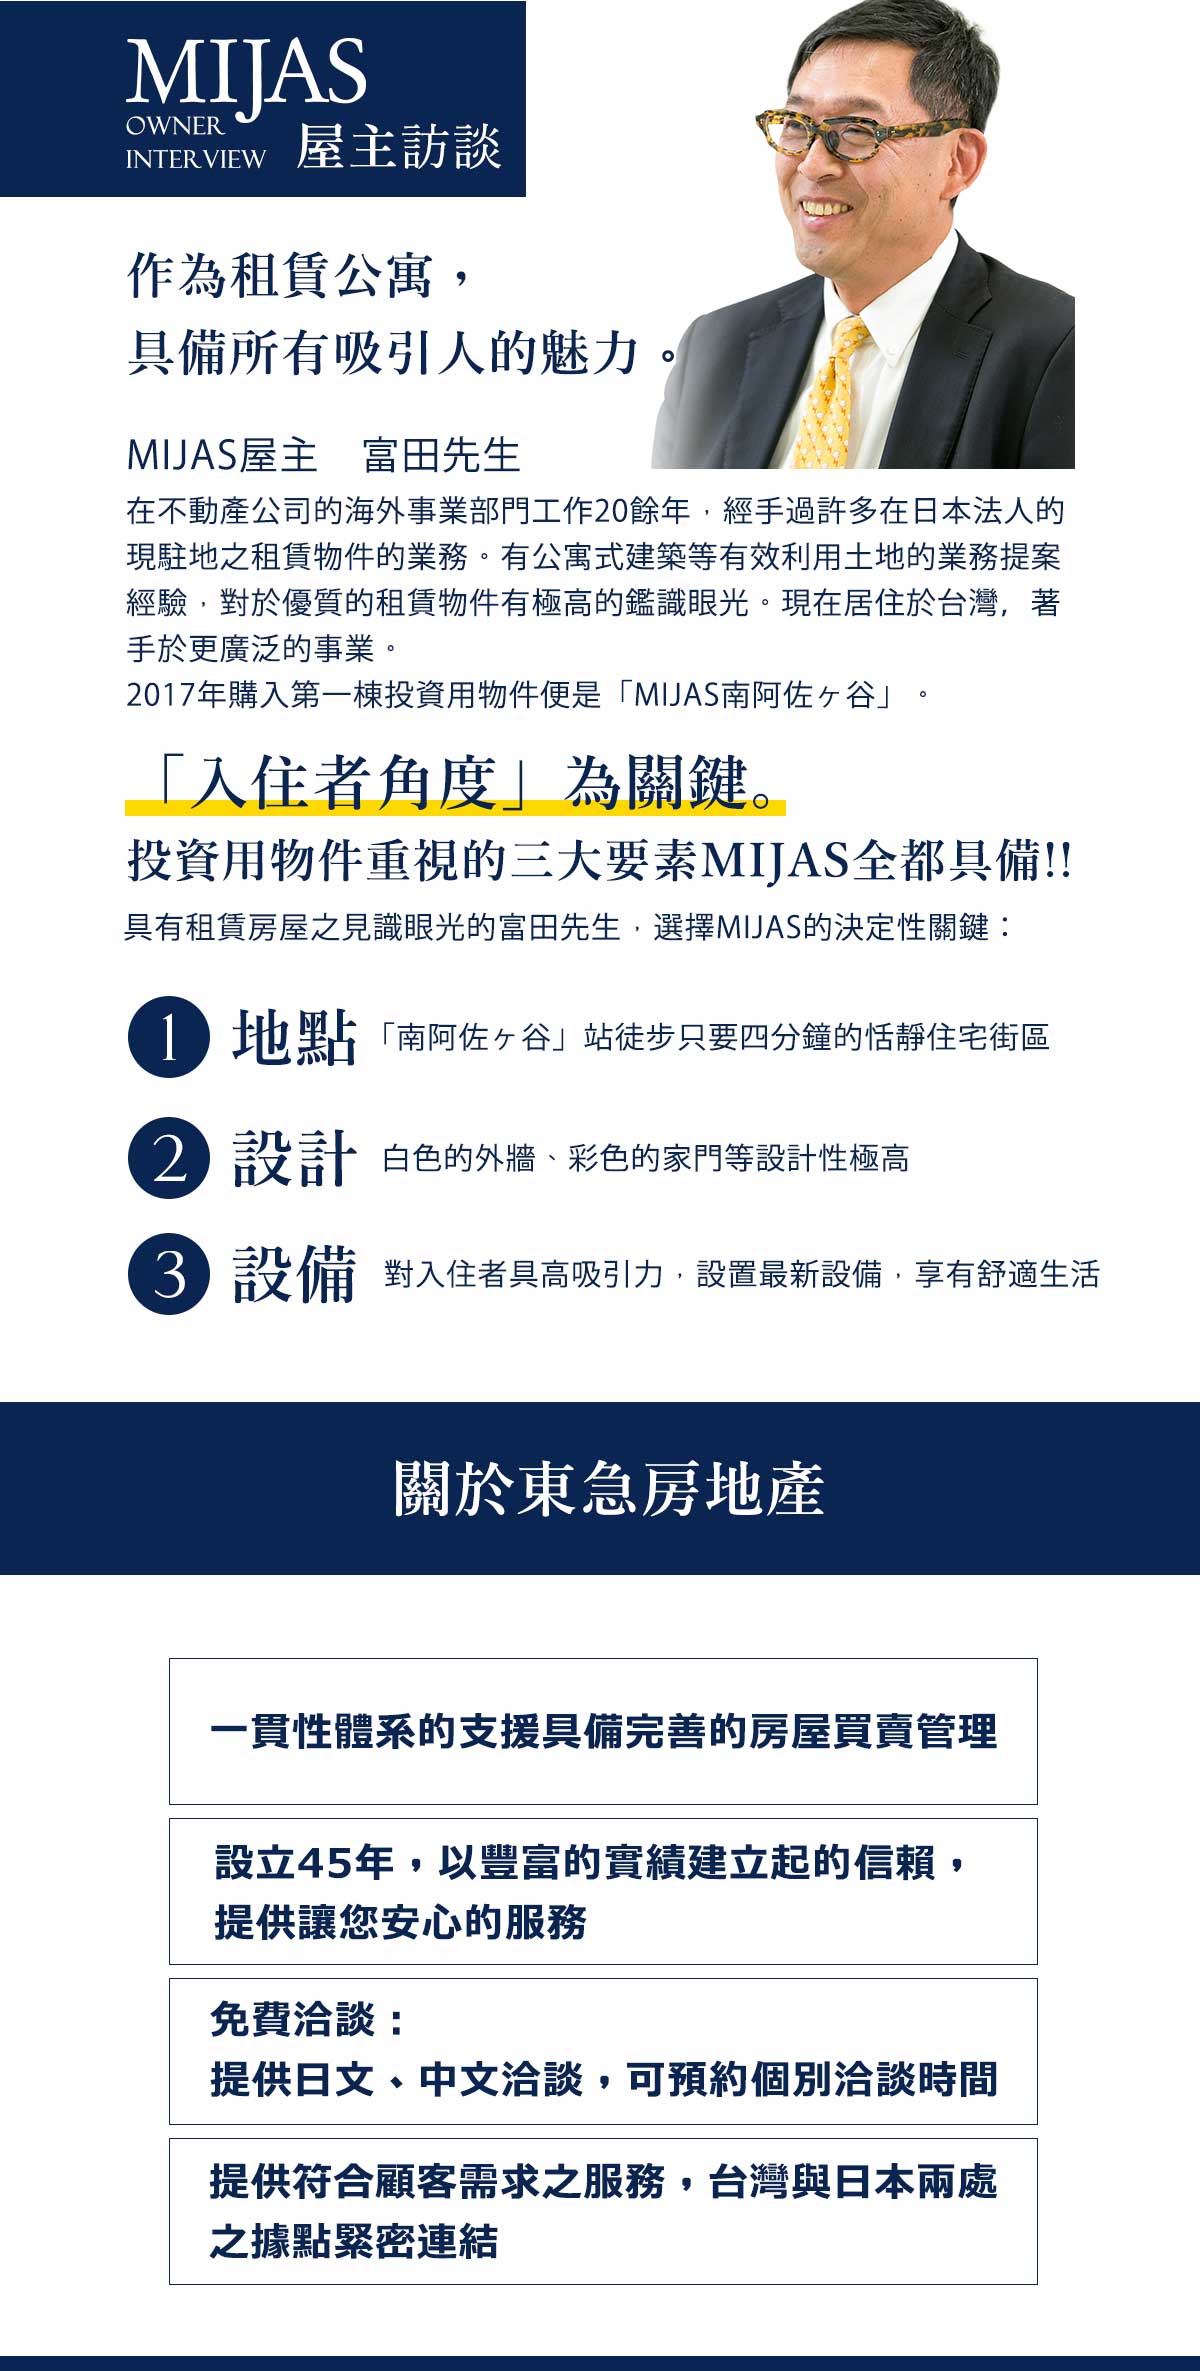 MIJAS
OWNER
INTERVIEW 屋主訪談
作為租賃公寓，
具備所有吸引人的魅力。
MIJAS屋主　富田先生
在不動產公司的海外事業部門工作20餘年，經手過許多在日本法人的
現駐地之租賃物件的業務。有公寓式建築等有效利用土地的業務提案
經驗，對於優質的租賃物件有極高的鑑識眼光。現在居住於台灣，著
手於更廣泛的事業。
2017年購入第一棟投資用物件便是「MIJAS南阿佐ヶ谷」。
「入住者角度」為關鍵。
投資用物件重視的三大要素MIJAS全都具備!!
具有租賃房屋之見識眼光的富田先生，選擇MIJAS的決定性關鍵：
1 地點 「南阿佐ヶ谷」站徒步只要四分鐘的恬靜住宅街區
2 設計 白色的外牆、彩色的家門等設計性極高
3 設備 對入住者具高吸引力，設置最新設備，享有舒適生活
關於東急房地產
一貫性體系的支援具備完善的房屋買賣管理
設立45年，以豐富的實績建立起的信賴，
提供讓您安心的服務
免費洽談：
提供日文、中文洽談，可預約個別洽談時間
提供符合顧客需求之服務，台灣與日本兩處
之據點緊密連結